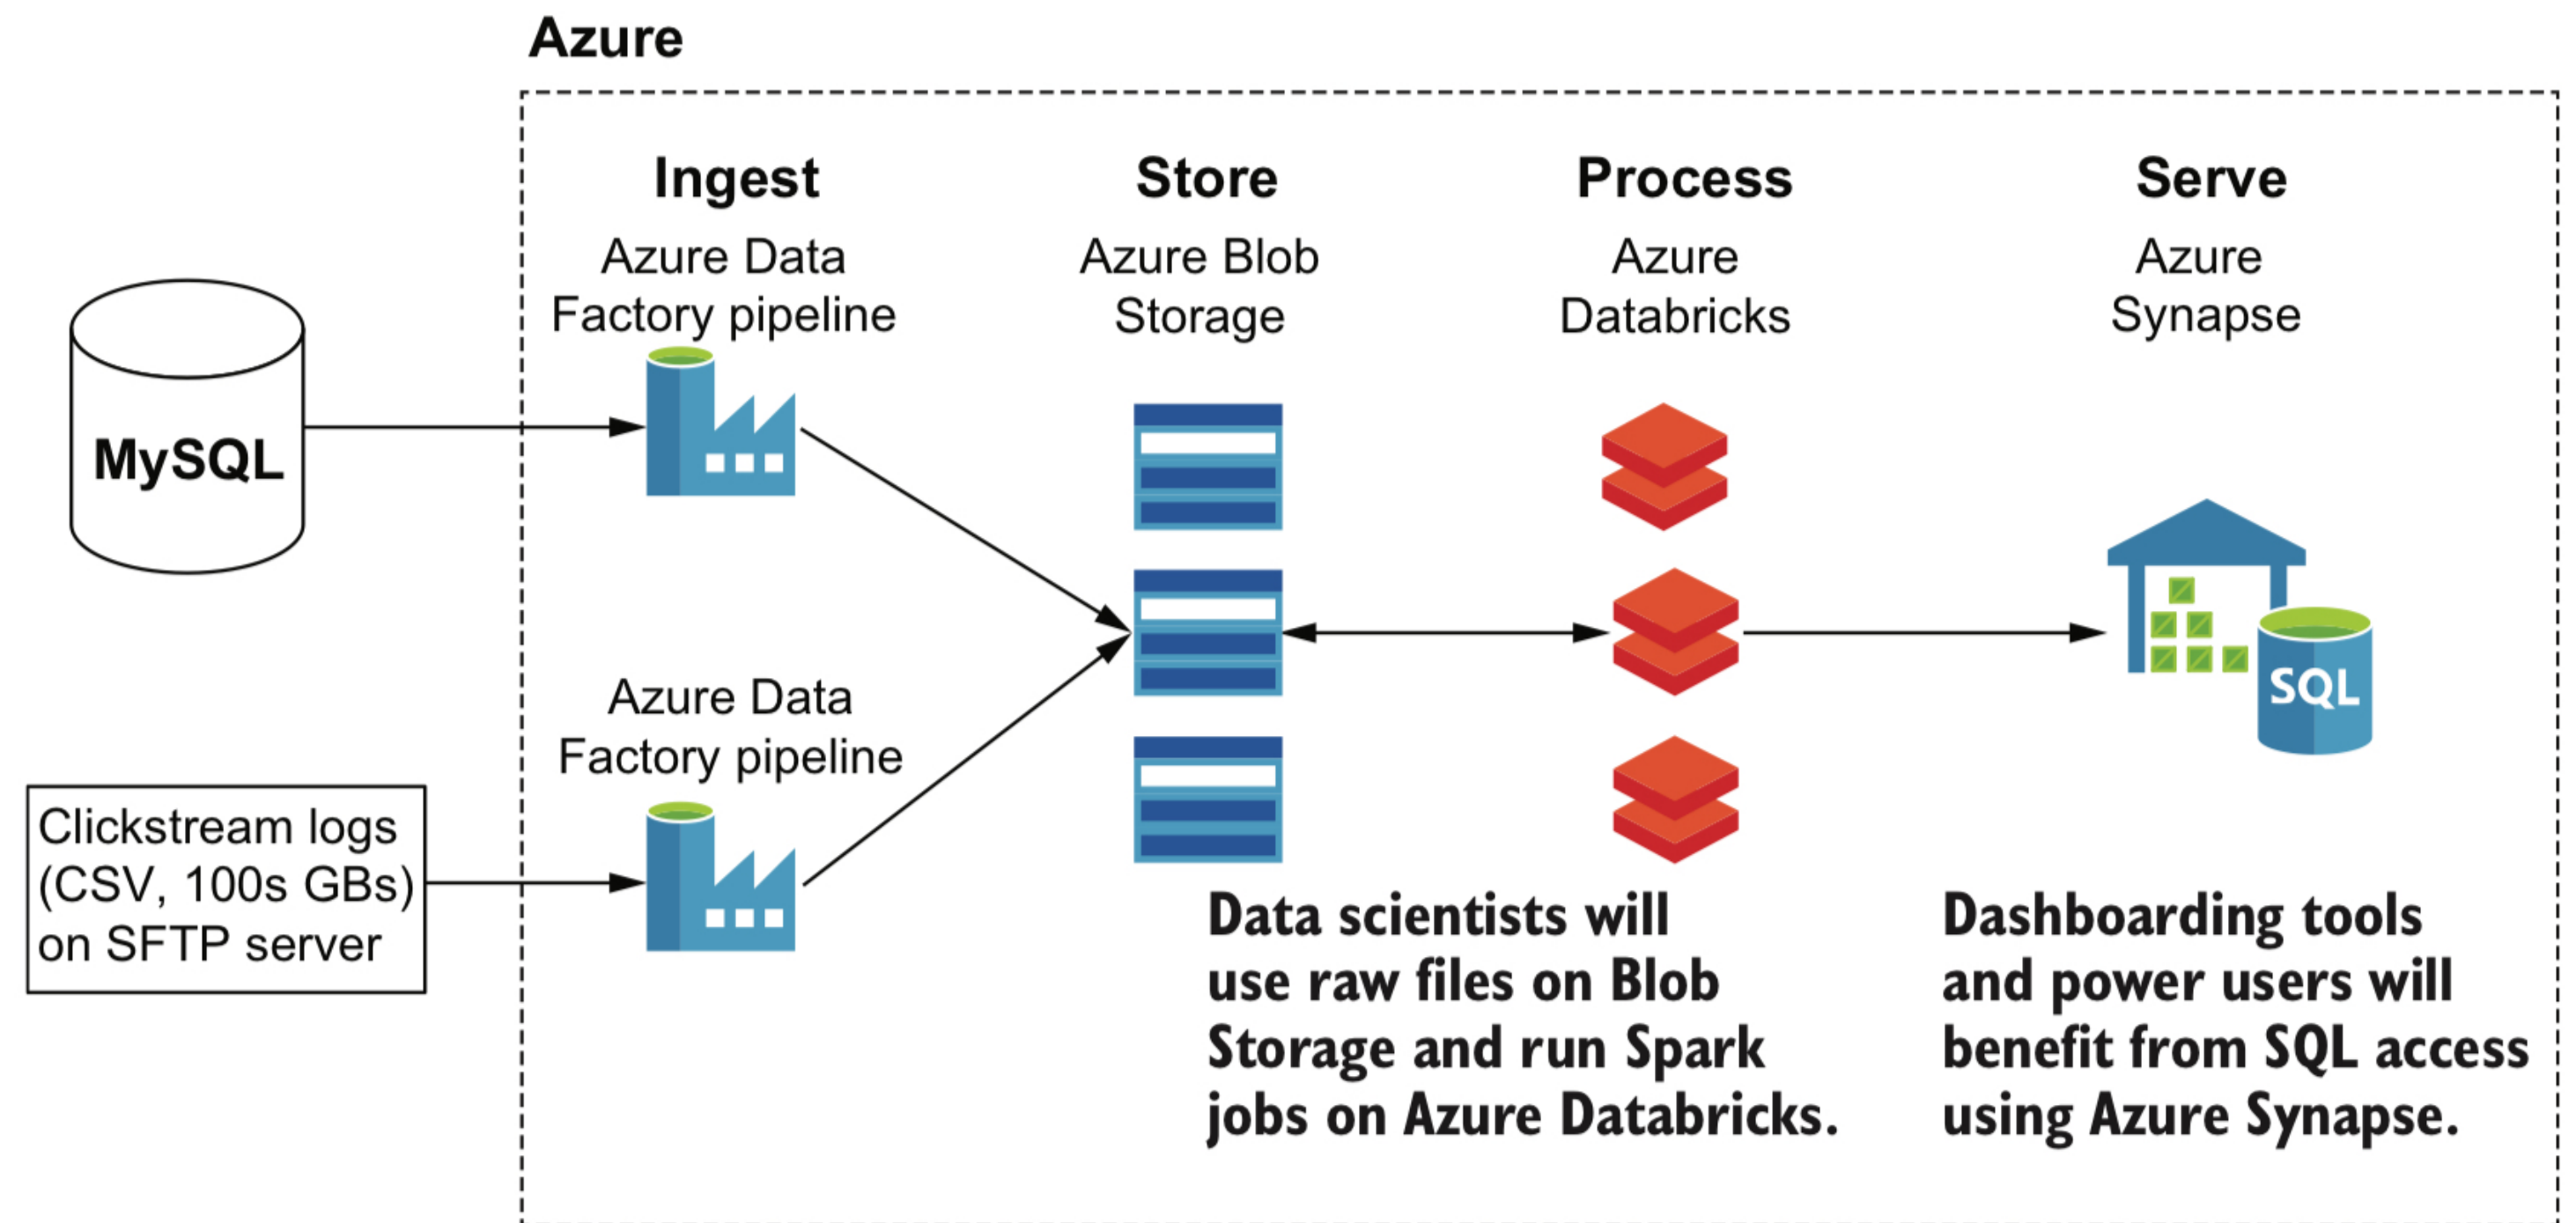 Azure
Ingest
Azure Data
Factory pipeline
Store
Azure Blob
Storage
Process
Azure
Databricks
Serve
Azure
Synapse
MySQL
Azure Data
Factory pipeline
Clickstream logs
(CSV, 100s GBs)
on SFTP server
SQL
Data scientists will
use raw files on Blob
Storage and run Spark
jobs on Azure Databricks.
Dashboarding tools
and power users will
benefit from SQL access
using Azure Synapse.